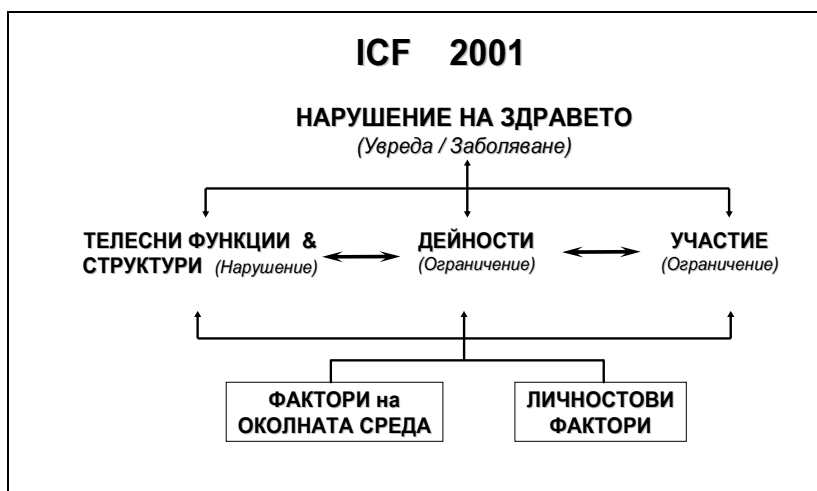 ICF 2001
НАРУШЕНИЕ НА ЗДРАВЕТО
(Увреда / Заболяване)
ТЕЛЕСНИ ФУНКЦИИ &
СТРУКТУРИ (Нарушение)
ДЕЙНОСТИ
(Ограничение)
УЧАСТИЕ
(Ограничение)
ФАКТОРИ на
ОКОЛНАТА СРЕДА
ЛИЧНОСТОВИ
ФАКТОРИ